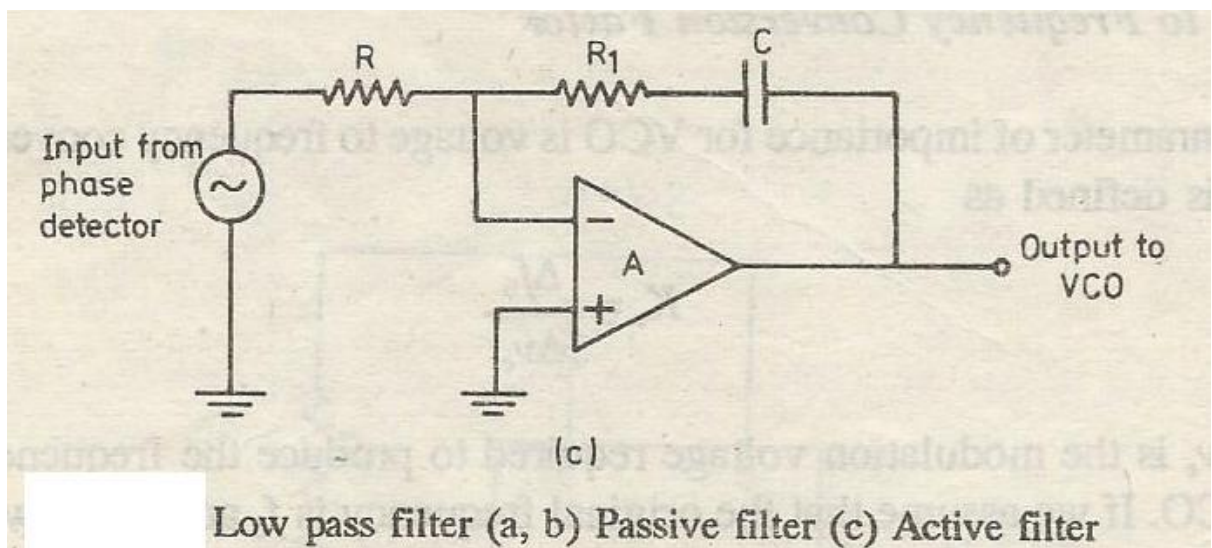 R
R1
C
Input from
phase
detector
~
−
A
+
Output to
VCO
(c)
Low pass filter (a, b) Passive filter (c) Active filter